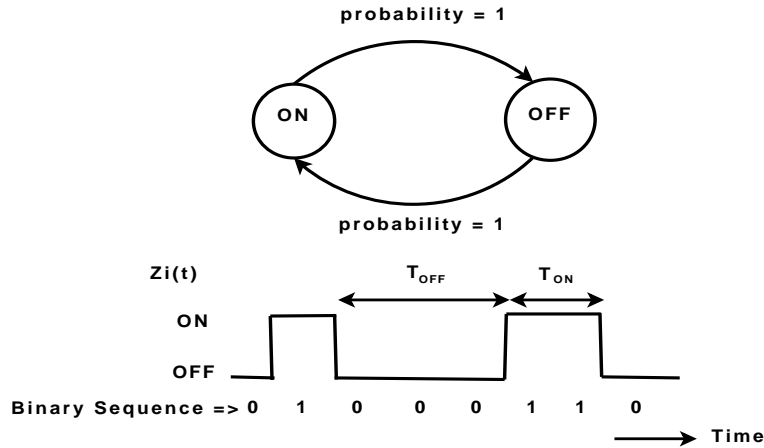 probability = 1
ON
OFF
probability = 1
Zi(t)
TOFF
TON
ON
OFF
Binary Sequence => 0 1 0 0 0 1 1 0
Time